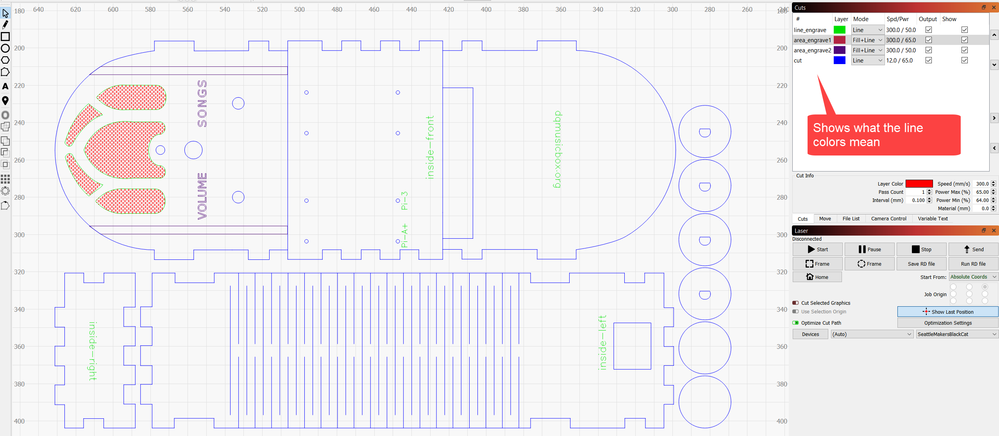 640 620 600 580 560 540 520 500 480 460 440 420 400 380 360 340 320 300 280 260
180
200 200
220 220
240 240
260 260
280 280
300 300
320 320
340 340
360 360
380 380
400 400
SONGS
VOLUME
inside-front
Pi-3
Pi-A+
dqmusicbox.org
inside-right
inside-left
Cuts
# Layer Mode Spd/Pwr Output Show
line_engrave Line 300.0 / 50.0
area_engrave1 Fill+Line 300.0 / 65.0
area_engrave2 Fill+Line 300.0 / 50.0
cut Line 12.0 / 65.0
Shows what the line
colors mean
Cut Info
Layer Color Speed (mm/s) 300.0
Pass Count 1 Power Max (%) 65.00
Interval (mm) 0.100 Power Min (%) 64.00
Material (mm) 0.0
Cuts Move File List Camera Control Variable Text
Laser
Disconnected
Start Pause Stop Send
Frame Frame Save RD file Run RD file
Home Start From: Absolute Coords
Job Origin
Cut Selected Graphics
Use Selection Origin Show Last Position
Optimize Cut Path Optimization Settings
Devices (Auto) SeattleMakersBlackCat